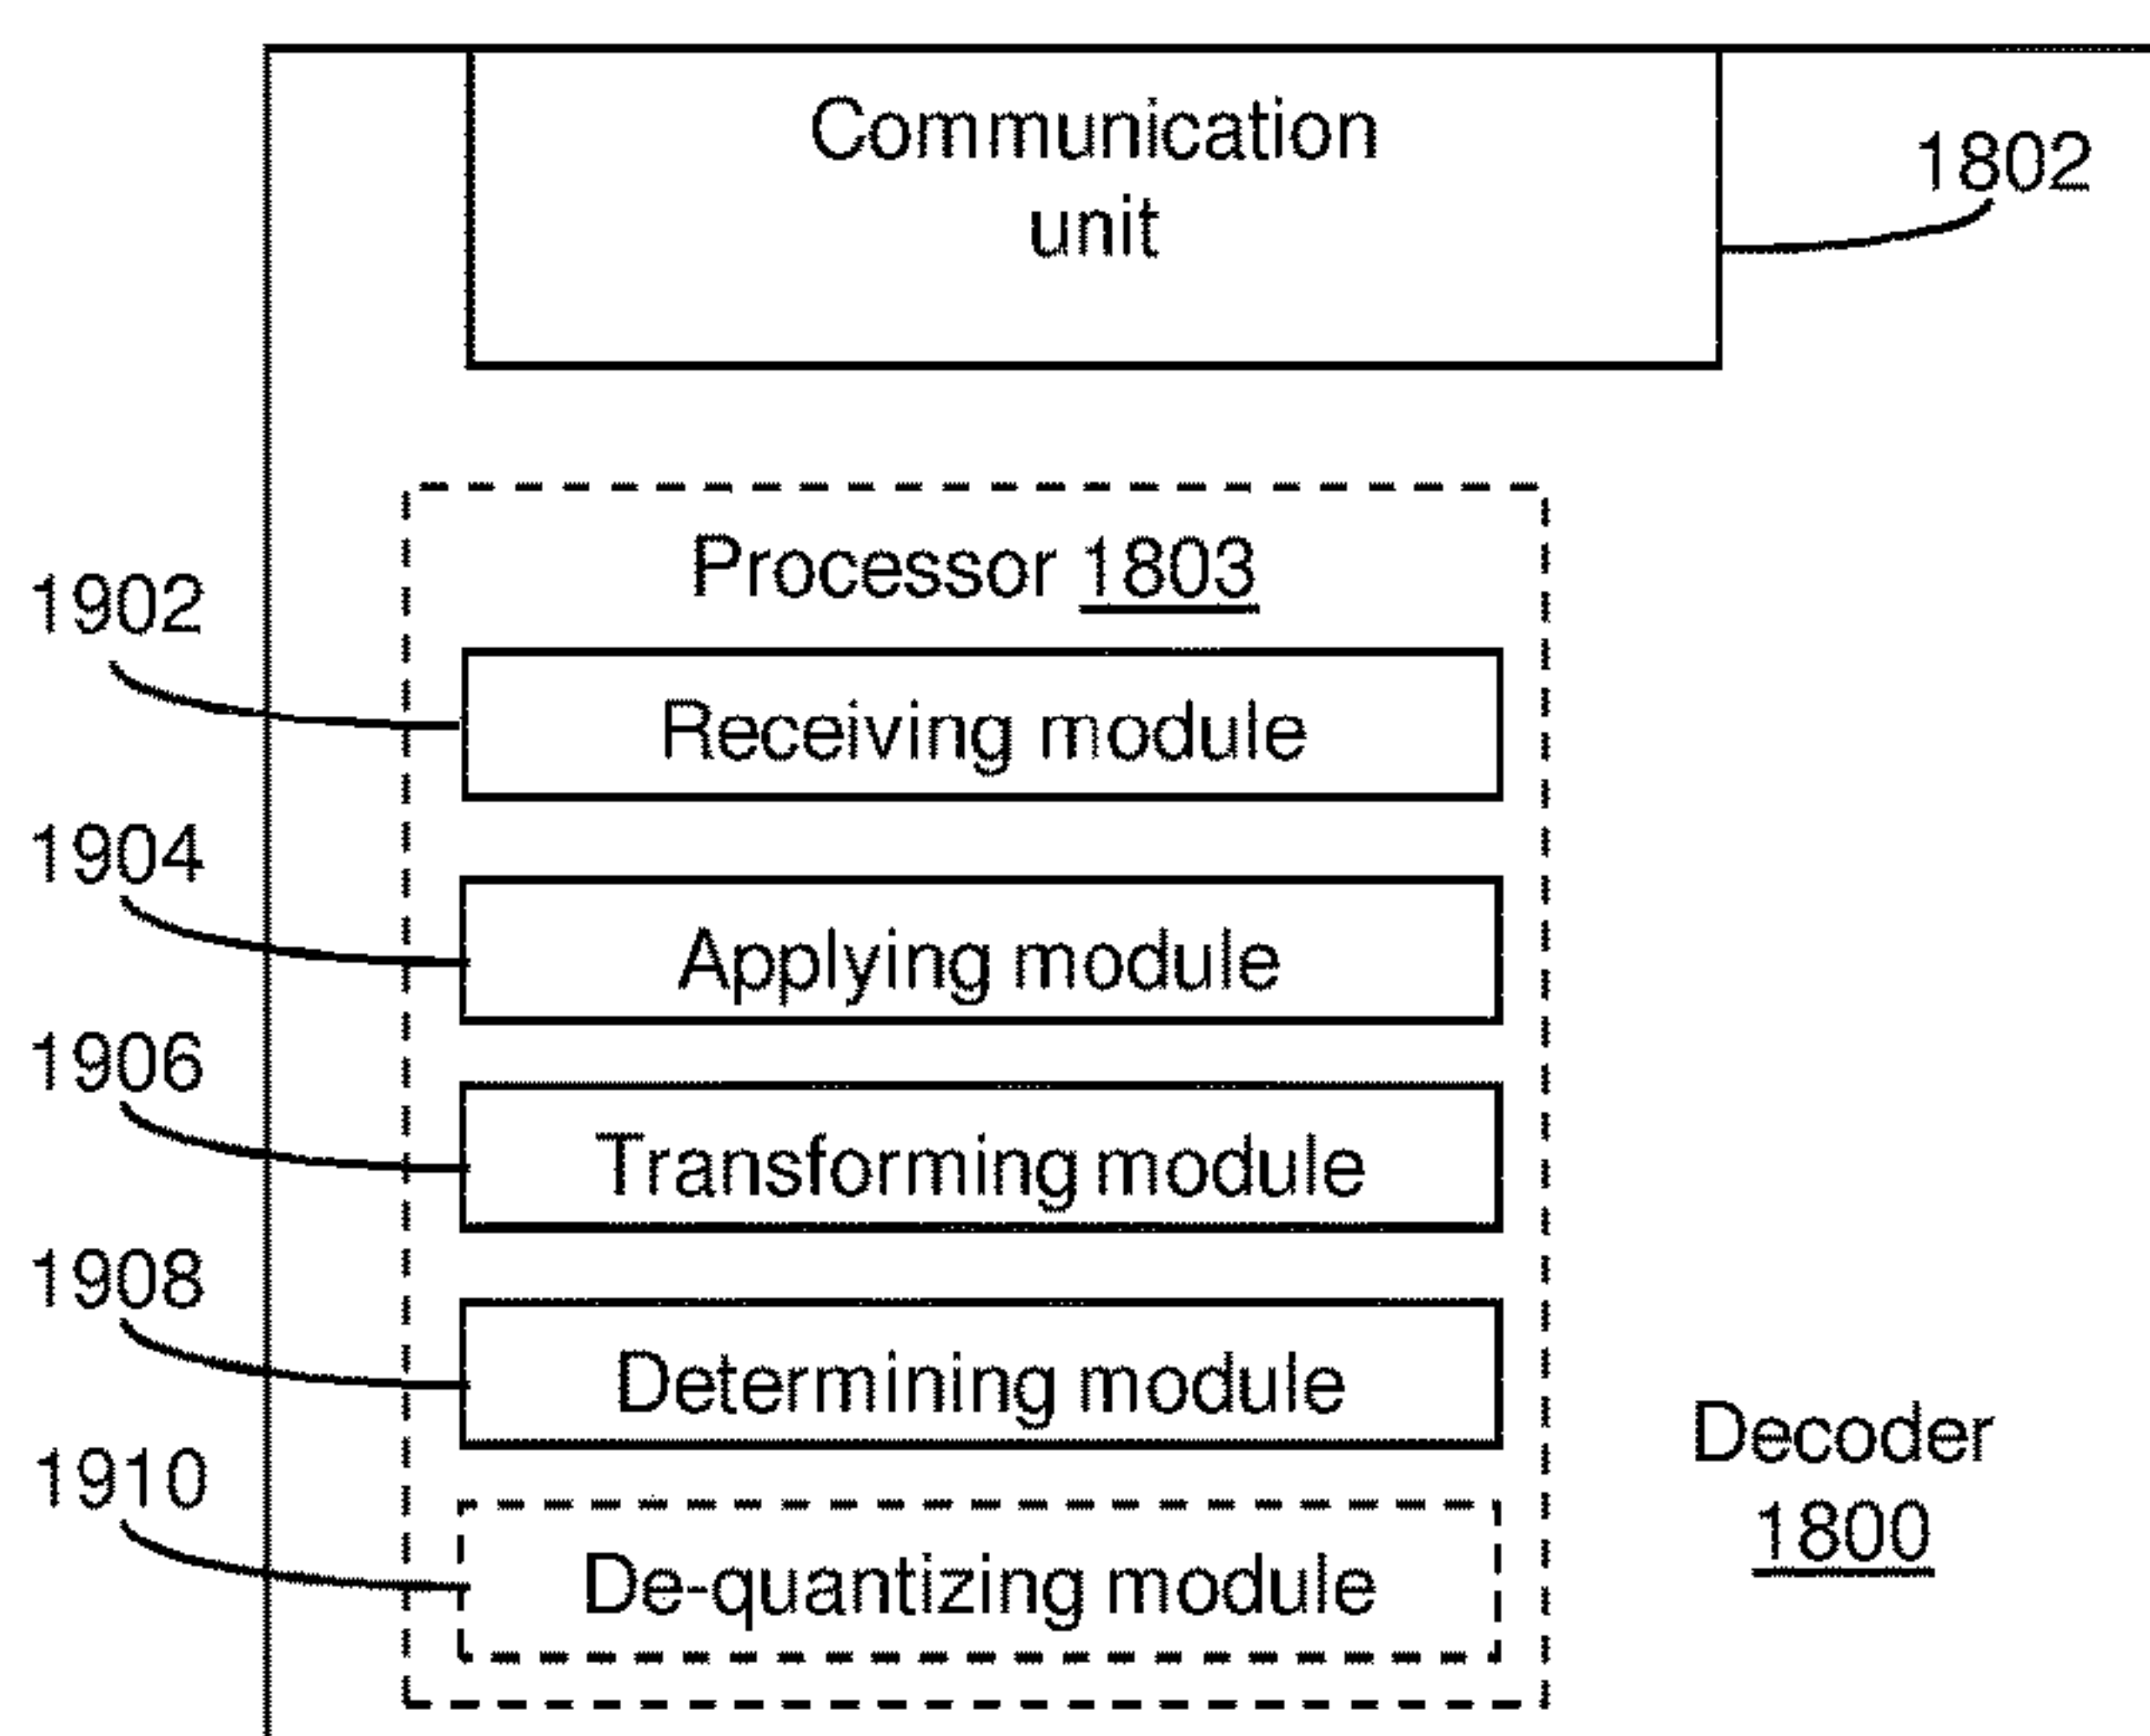 Communication
unit
1802
Processor 1803
1902
Receiving module
1904
Applying module
1906
Transforming module
1908
Determining module
1910
De-quantizing module
Decoder
1800